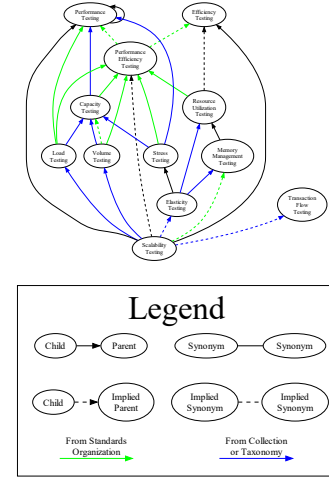 Performance
Testing
Efficiency
Testing
Performance
Efficiency
Testing
Capacity
Testing
Resource
Utilization
Testing
Load
Testing
Volume
Testing
Stress
Testing
Memory
Management
Testing
Elasticity
Testing
Transaction
Flow
Testing
Scalability
Testing
Legend
Child
Parent
Synonym
Synonym
Child
Implied
Parent
Implied
Synonym
Implied
Synonym
From Standards
Organization
From Collection
or Taxonomy